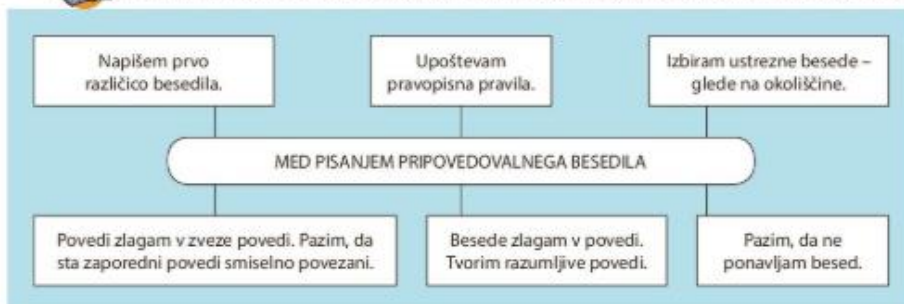 Napišem prvo
različico besedila.
Upoštevam
pravopisna pravila.
Izbiram ustrezne besede –
glede na okoliščine.
MED PISANJEM PRIPOVEDOVALNEGA BESEDILA
Povedi zlagam v zveze povedi. Pazim, da
sta zaporedni povedi smiselno povezani.
Besede zlagam v povedi.
Tvorim razumljive povedi.
Pazim, da ne
ponavljam besed.